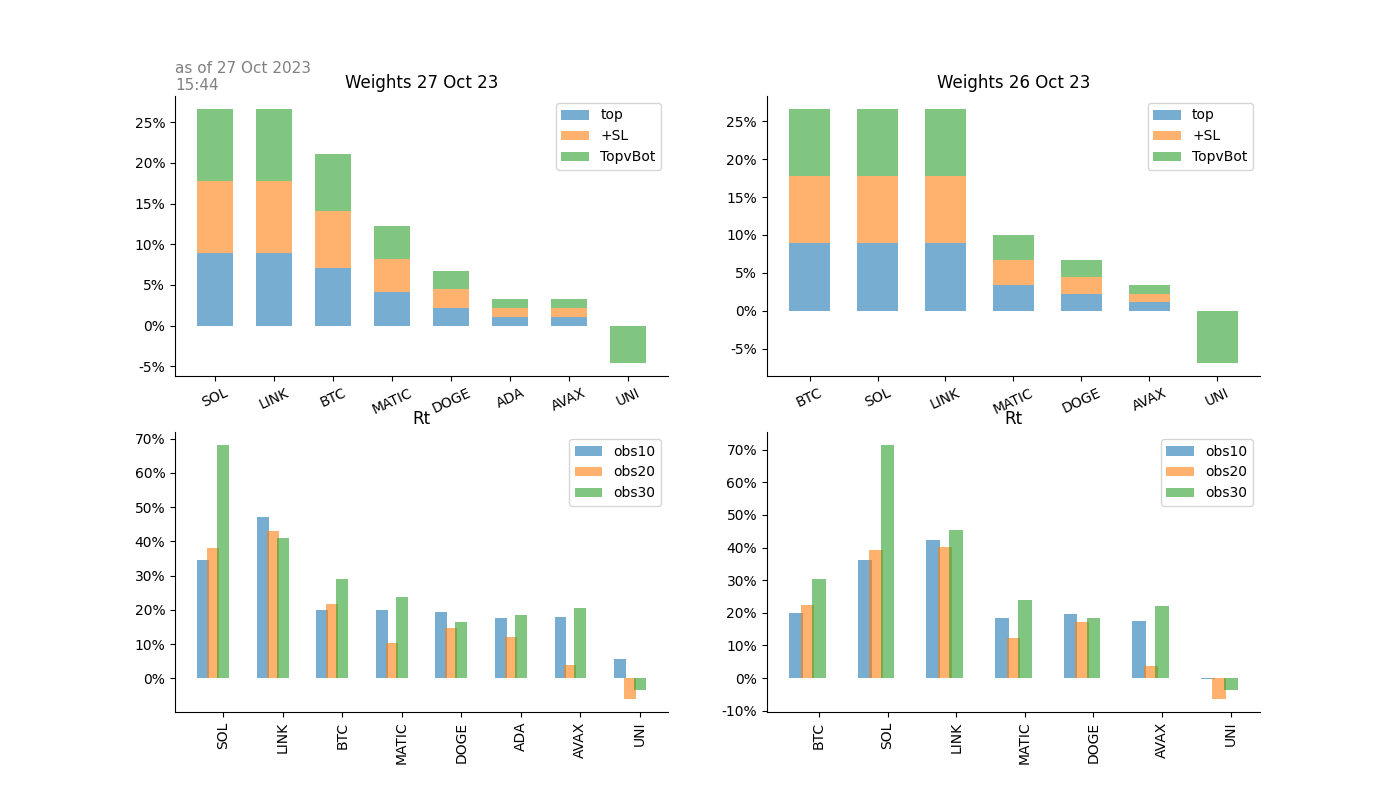 as of 27 Oct 2023
15:44
Weights 27 Oct 23
25%
20%
15%
10%
5%
0%
-5%
top
+SL
TopvBot
SOL
LINK
BTC
MATIC
DOGE
ADA
AVAX
UNI
Weights 26 Oct 23
25%
20%
15%
10%
5%
0%
-5%
top
+SL
TopvBot
BTC
SOL
LINK
MATIC
DOGE
AVAX
UNI
Rt
70%
60%
50%
40%
30%
20%
10%
0%
obs10
obs20
obs30
SOL
LINK
BTC
MATIC
DOGE
ADA
AVAX
UNI
Rt
70%
60%
50%
40%
30%
20%
10%
0%
-10%
obs10
obs20
obs30
BTC
SOL
LINK
MATIC
DOGE
AVAX
UNI